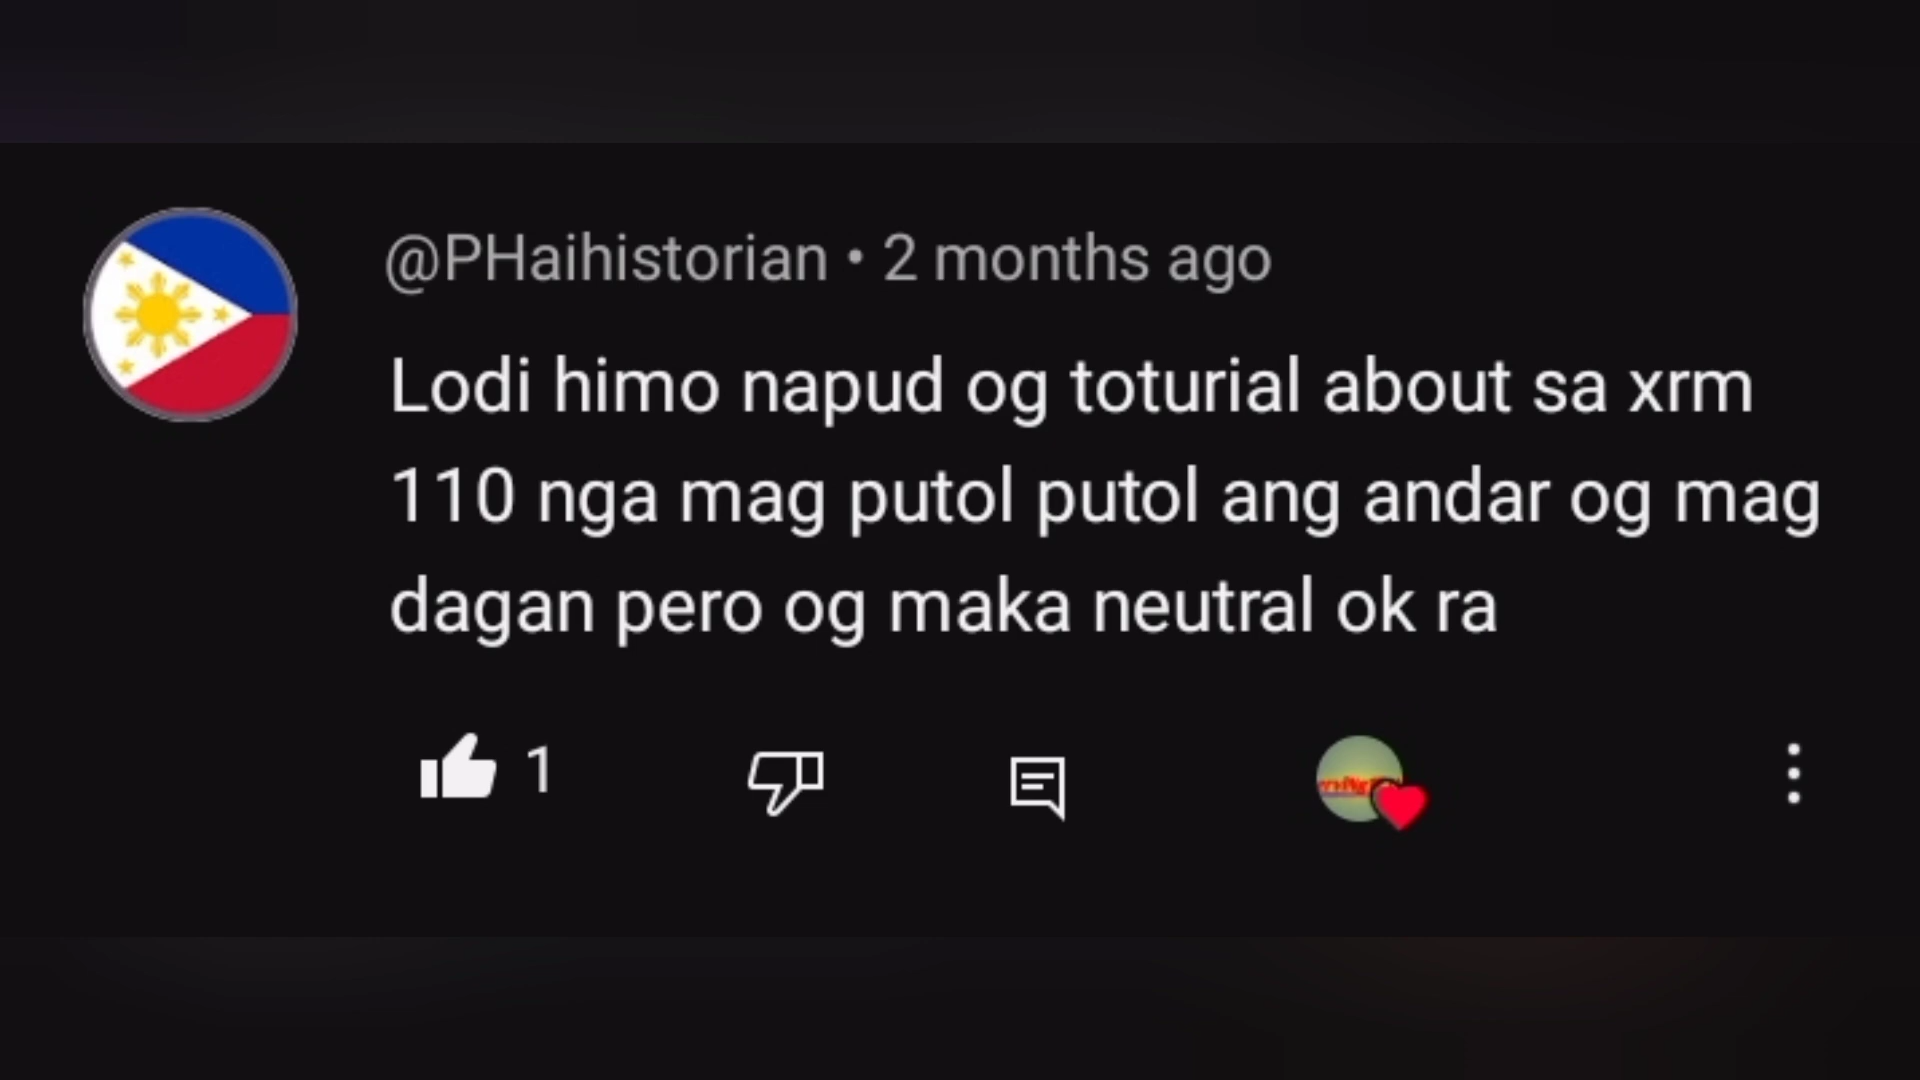 @PHaihistorian • 2 months ago
Lodi himo napud og toturial about sa xrm
110 nga mag putol putol ang andar og mag
dagan pero og maka neutral ok ra
1